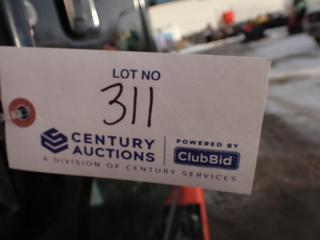 LOT NO
311
CENTURY
AUCTIONS
A DIVISION OF CENTURY SERVICES
POWERED BY
ClubBid